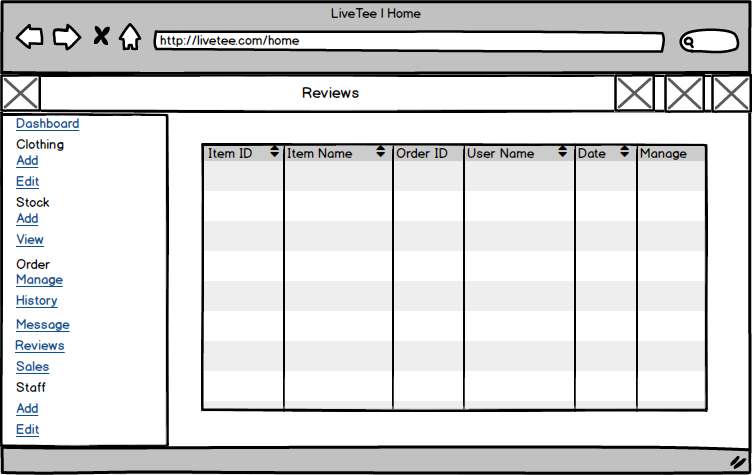 LiveTee | Home
http://livetee.com/home
Reviews
Dashboard
Clothing
Add
Edit
Stock
Add
View
Order
Manage
History
Message
Reviews
Sales
Staff
Add
Edit
Item ID Item Name Order ID User Name Date Manage